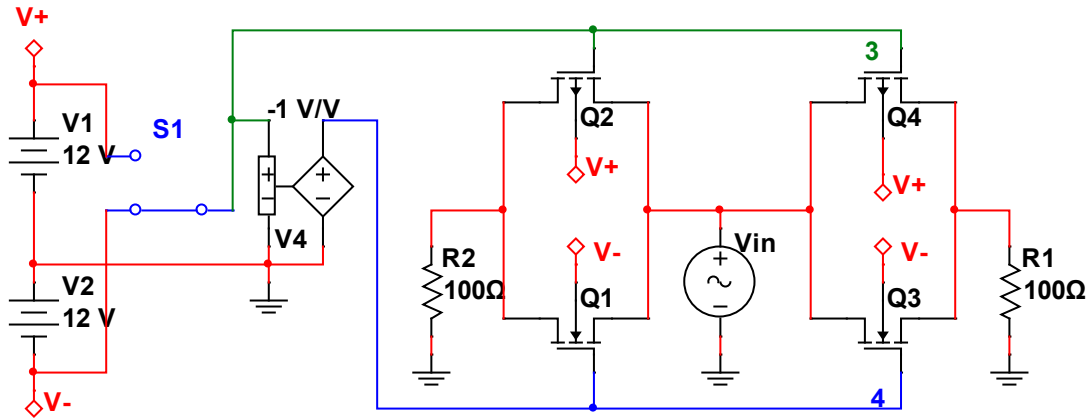 V+
V1
12 V
S1
-1 V/V
V4
V2
12 V
V-
3
Q2
V+
Q4
V+
R2
100Ω
V-
Q1
Vin
V-
Q3
R1
100Ω
4